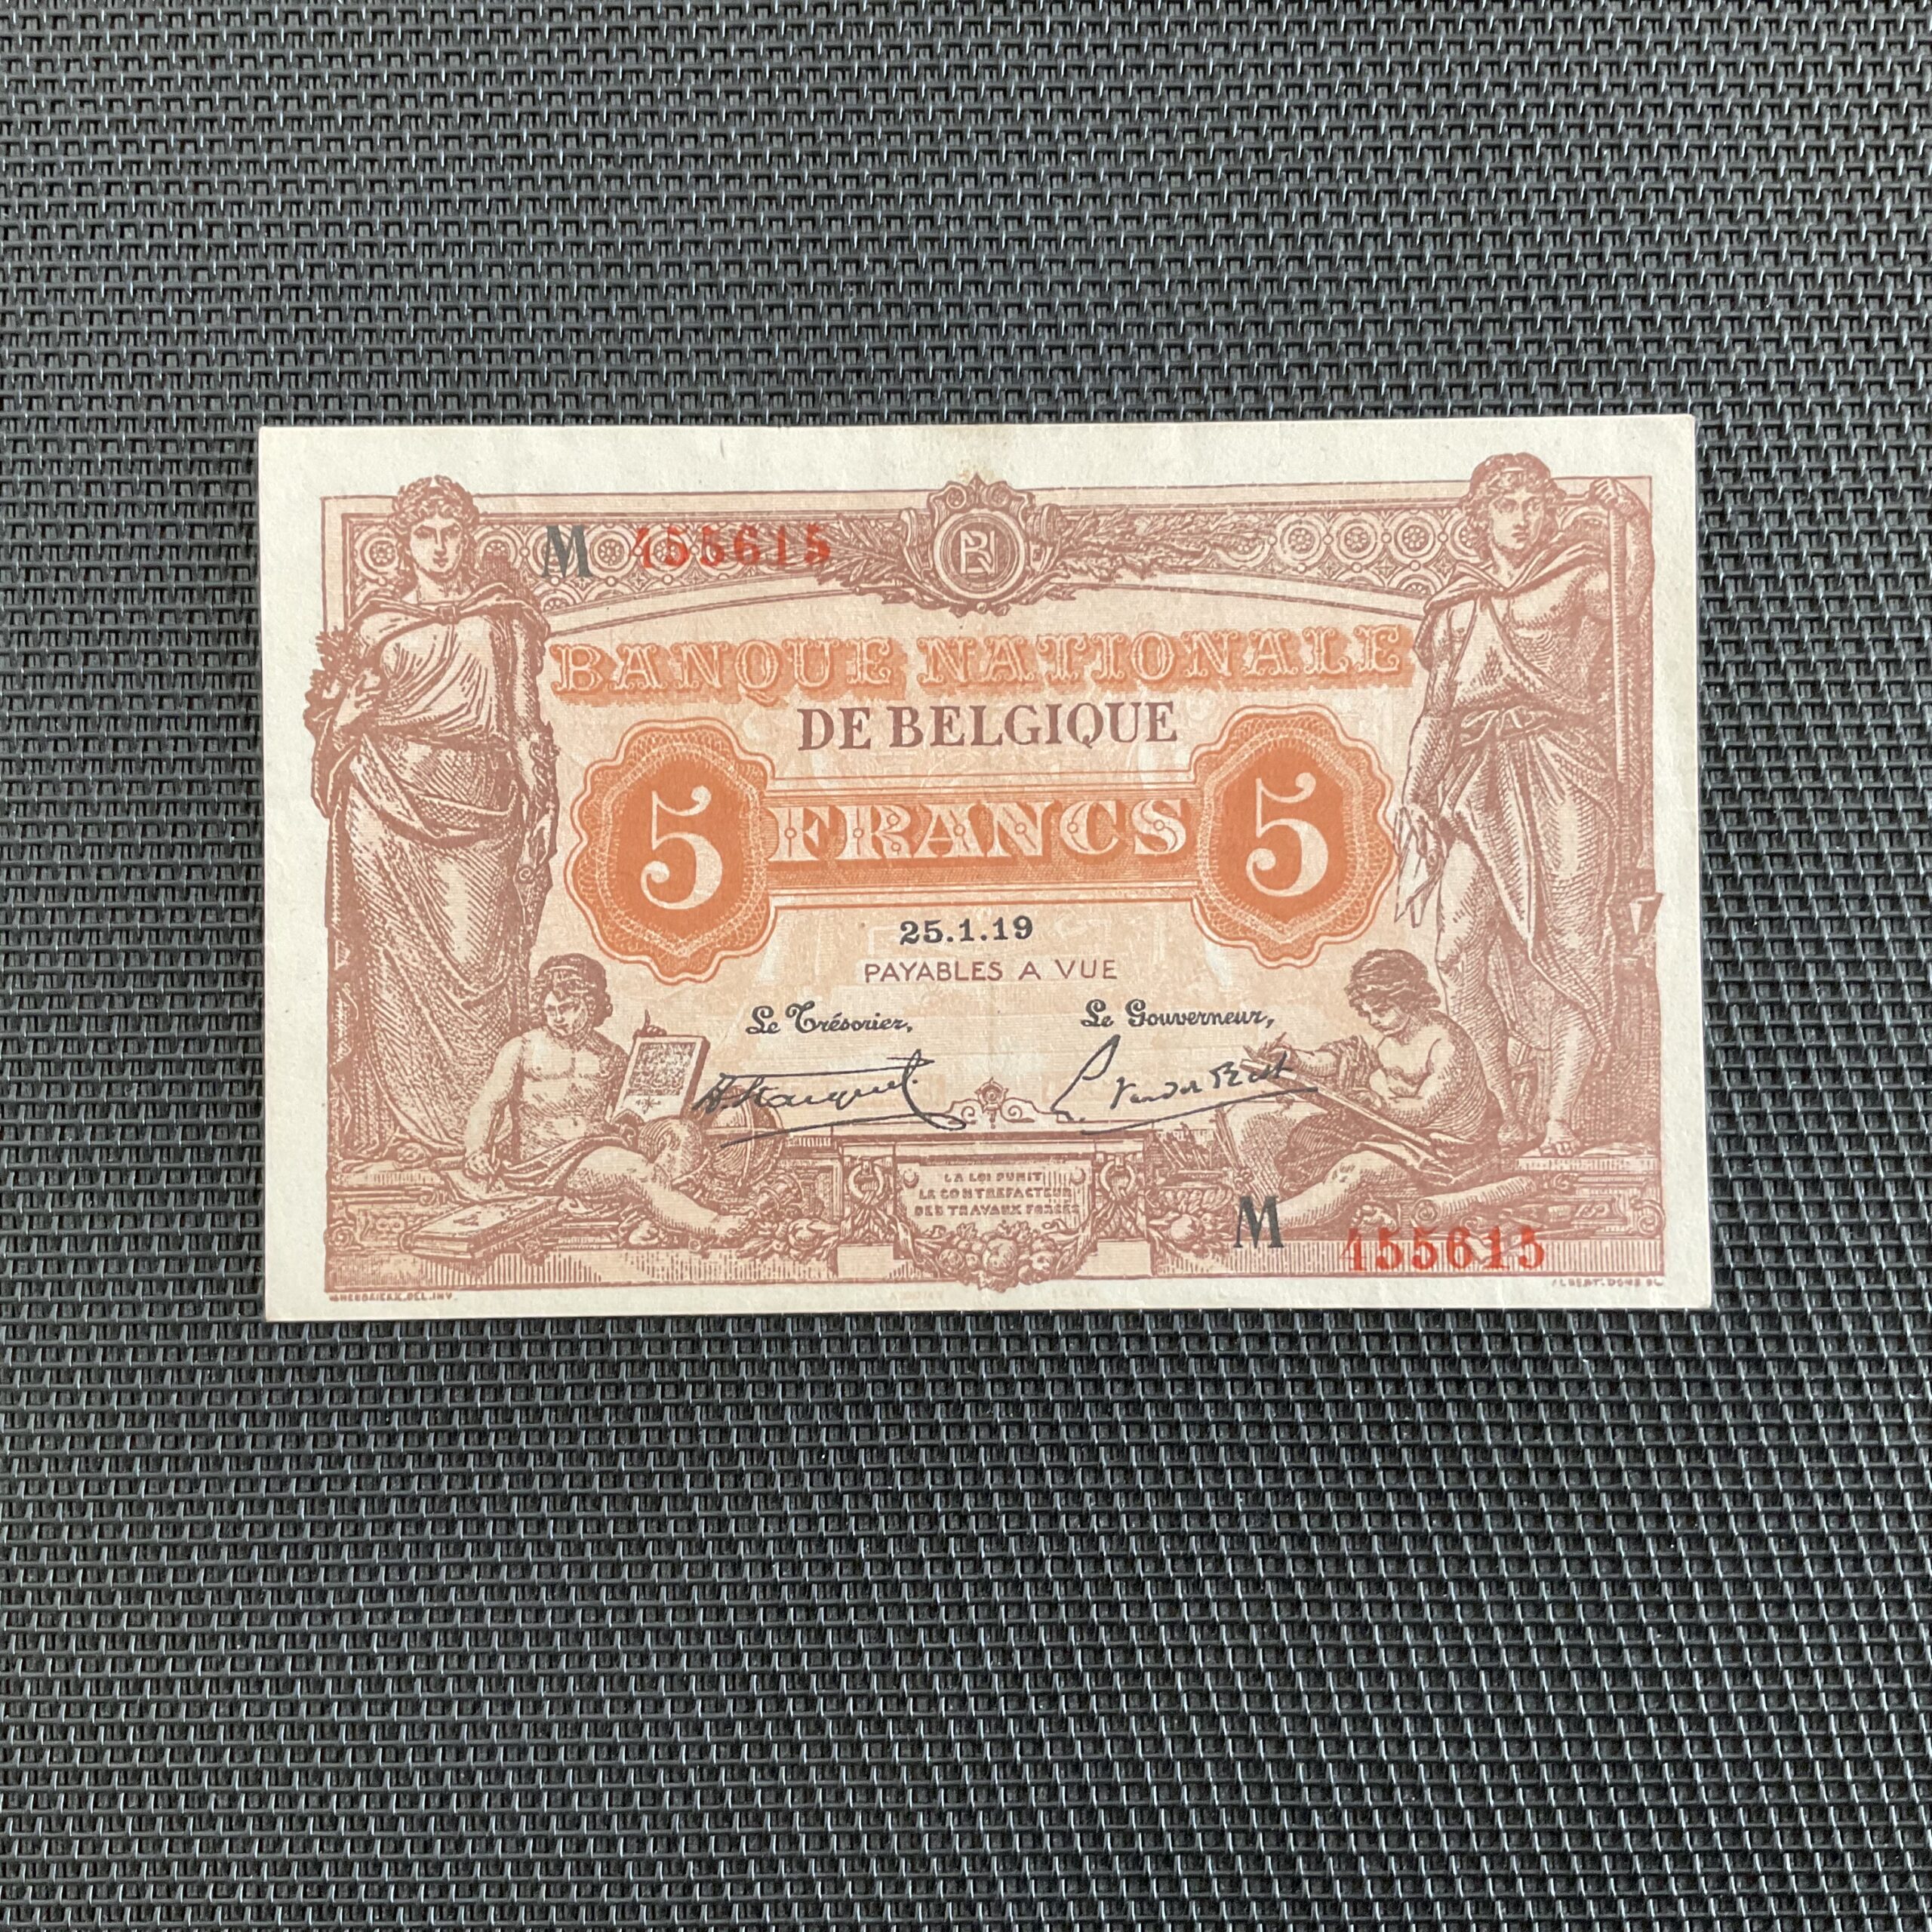 M 455615
BN
BANQUE NATIONALE
DE BELGIQUE
5 FRANCS 5
25.1.19
PAYABLES A VUE
Le Trésorier, Le Gouverneur,
LA LOI PUNIT
LE CONTREFACTEUR
DES TRAVAUX FORCÉS
M 455615